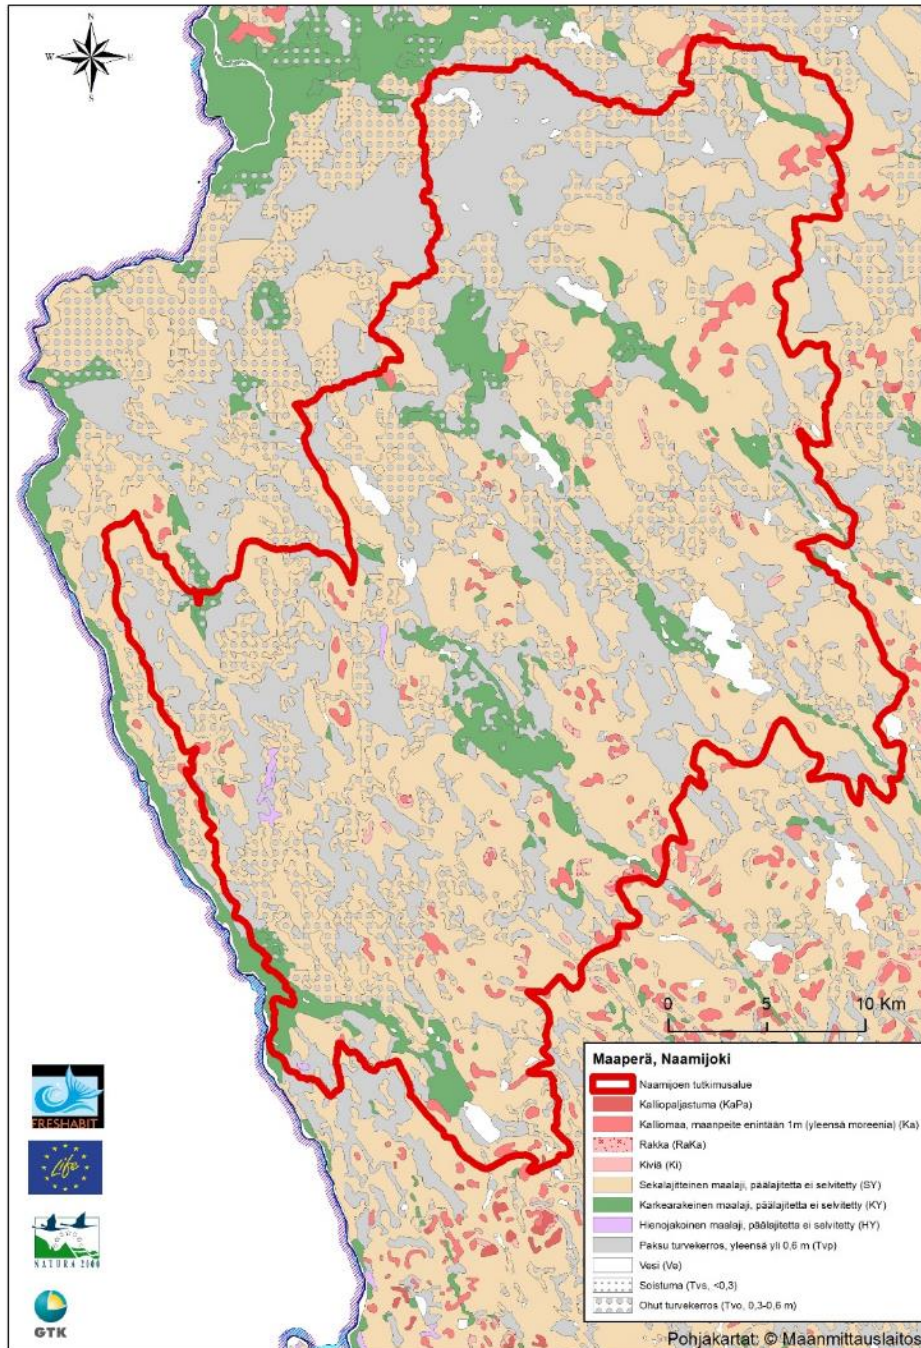 N
W E
S
0 5 10 Km
Maaperä, Naamijoki
Naamijoen tutkimusalue
Kalliopaljastuma (KaPa)
Kalliomaa, maanpeite enintään 1m (yleensä moreenia) (Ka)
Rakka (RaKa)
Kiviä (Ki)
Sekalajitteinen maalaji, päälajitetta ei selvitetty (SY)
Karkearakeinen maalaji, päälajitetta ei selvitetty (KY)
Hienojakoinen maalaji, päälajitetta ei selvitetty (HY)
Paksu turvekerros, yleensä yli 0,6 m (Tvp)
Vesi (Ve)
Soistuma (Tvs, <0,3)
Ohut turvekerros (Tvo, 0,3-0,6 m)
FRESHABIT
Life
NATURA 2000
GTK
Pohjakartat: © Maanmittauslaitos